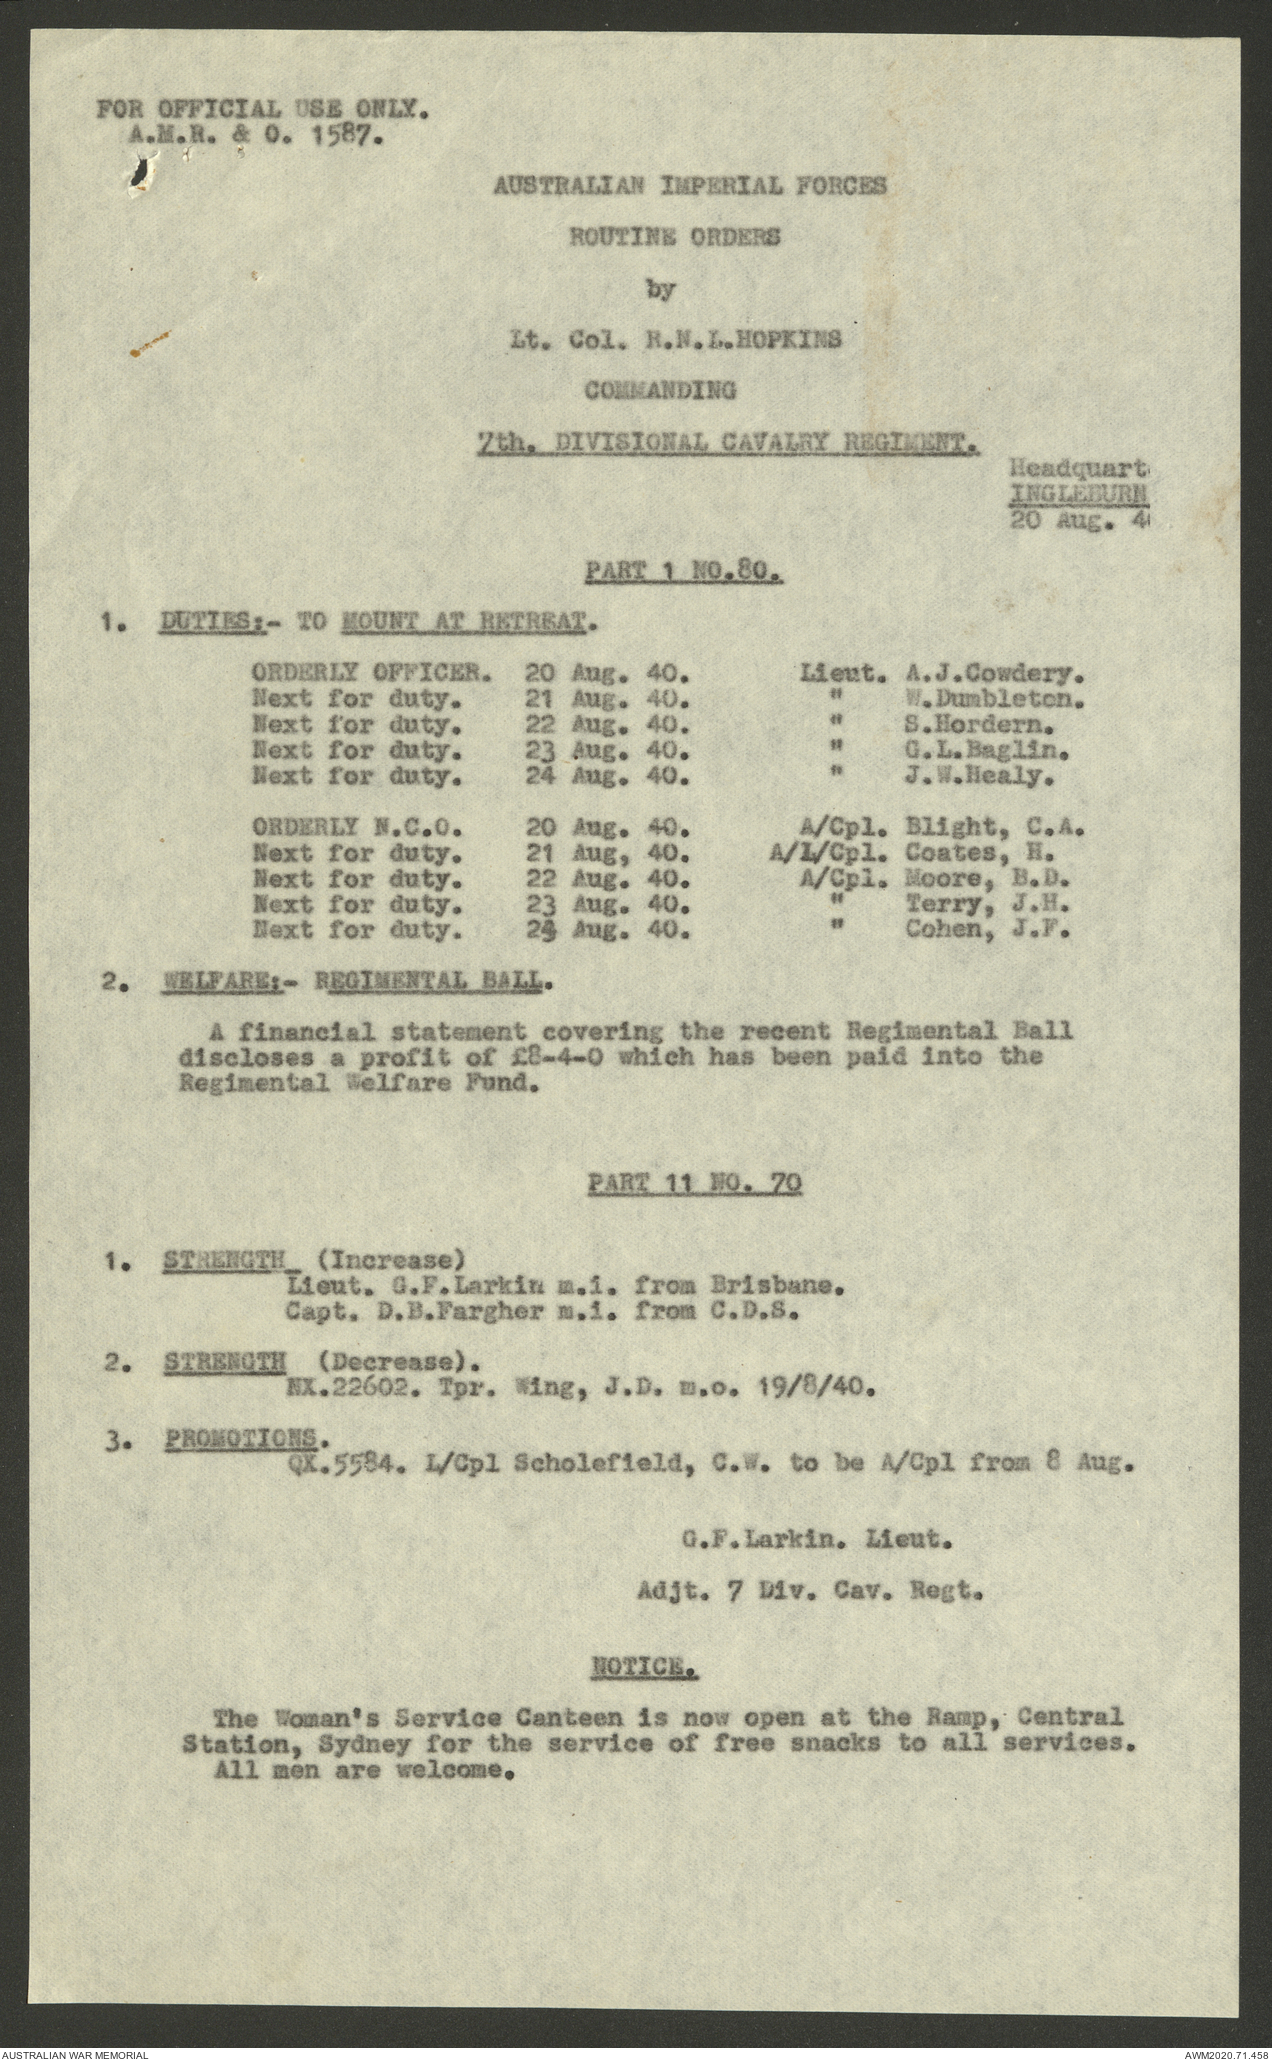 FOR OFFICIAL USE ONLY.
A.M.R. & O. 1587.
AUSTRALIAN IMPERIAL FORCES
ROUTINE ORDERS
by
Lt. Col. R.N.L.HOPKINS
COMMANDING
7th. DIVISIONAL CAVALRY REGIMENT.
Headquart
INGLEBURN
20 Aug. 4
PART 1 NO.80.
1. DUTIES:- TO MOUNT AT RETREAT.
ORDERLY OFFICER. 20 Aug. 40. Lieut. A.J.Cowdery.
Next for duty. 21 Aug. 40. " W.Dumbleton.
Next for duty. 22 Aug. 40. " S.Hordern.
Next for duty. 23 Aug. 40. " G.L.Baglin.
Next for duty. 24 Aug. 40. " J.W.Healy.
ORDERLY N.C.O. 20 Aug. 40. A/Cpl. Blight, C.A.
Next for duty. 21 Aug, 40. A/L/Cpl. Coates, H.
Next for duty. 22 Aug. 40. A/Cpl. Moore, B.D.
Next for duty. 23 Aug. 40. " Terry, J.H.
Next for duty. 24 Aug. 40. " Cohen, J.F.
2. WELFARE:- REGIMENTAL BALL.
A financial statement covering the recent Regimental Ball
discloses a profit of £8-4-0 which has been paid into the
Regimental Welfare Fund.
PART 11 NO. 70
1. STRENGTH (Increase)
Lieut. G.F.Larkin m.i. from Brisbane.
Capt. D.B.Fargher m.i. from C.D.S.
2. STRENGTH (Decrease).
NX.22602. Tpr. Wing, J.D. m.o. 19/8/40.
3. PROMOTIONS.
QX.5584. L/Cpl Scholefield, C.W. to be A/Cpl from 8 Aug.
G.F.Larkin. Lieut.
Adjt. 7 Div. Cav. Regt.
NOTICE.
The Woman's Service Canteen is now open at the Ramp, Central
Station, Sydney for the service of free snacks to all services.
All men are welcome.
AUSTRALIAN WAR MEMORIAL
AWM2020.71.458